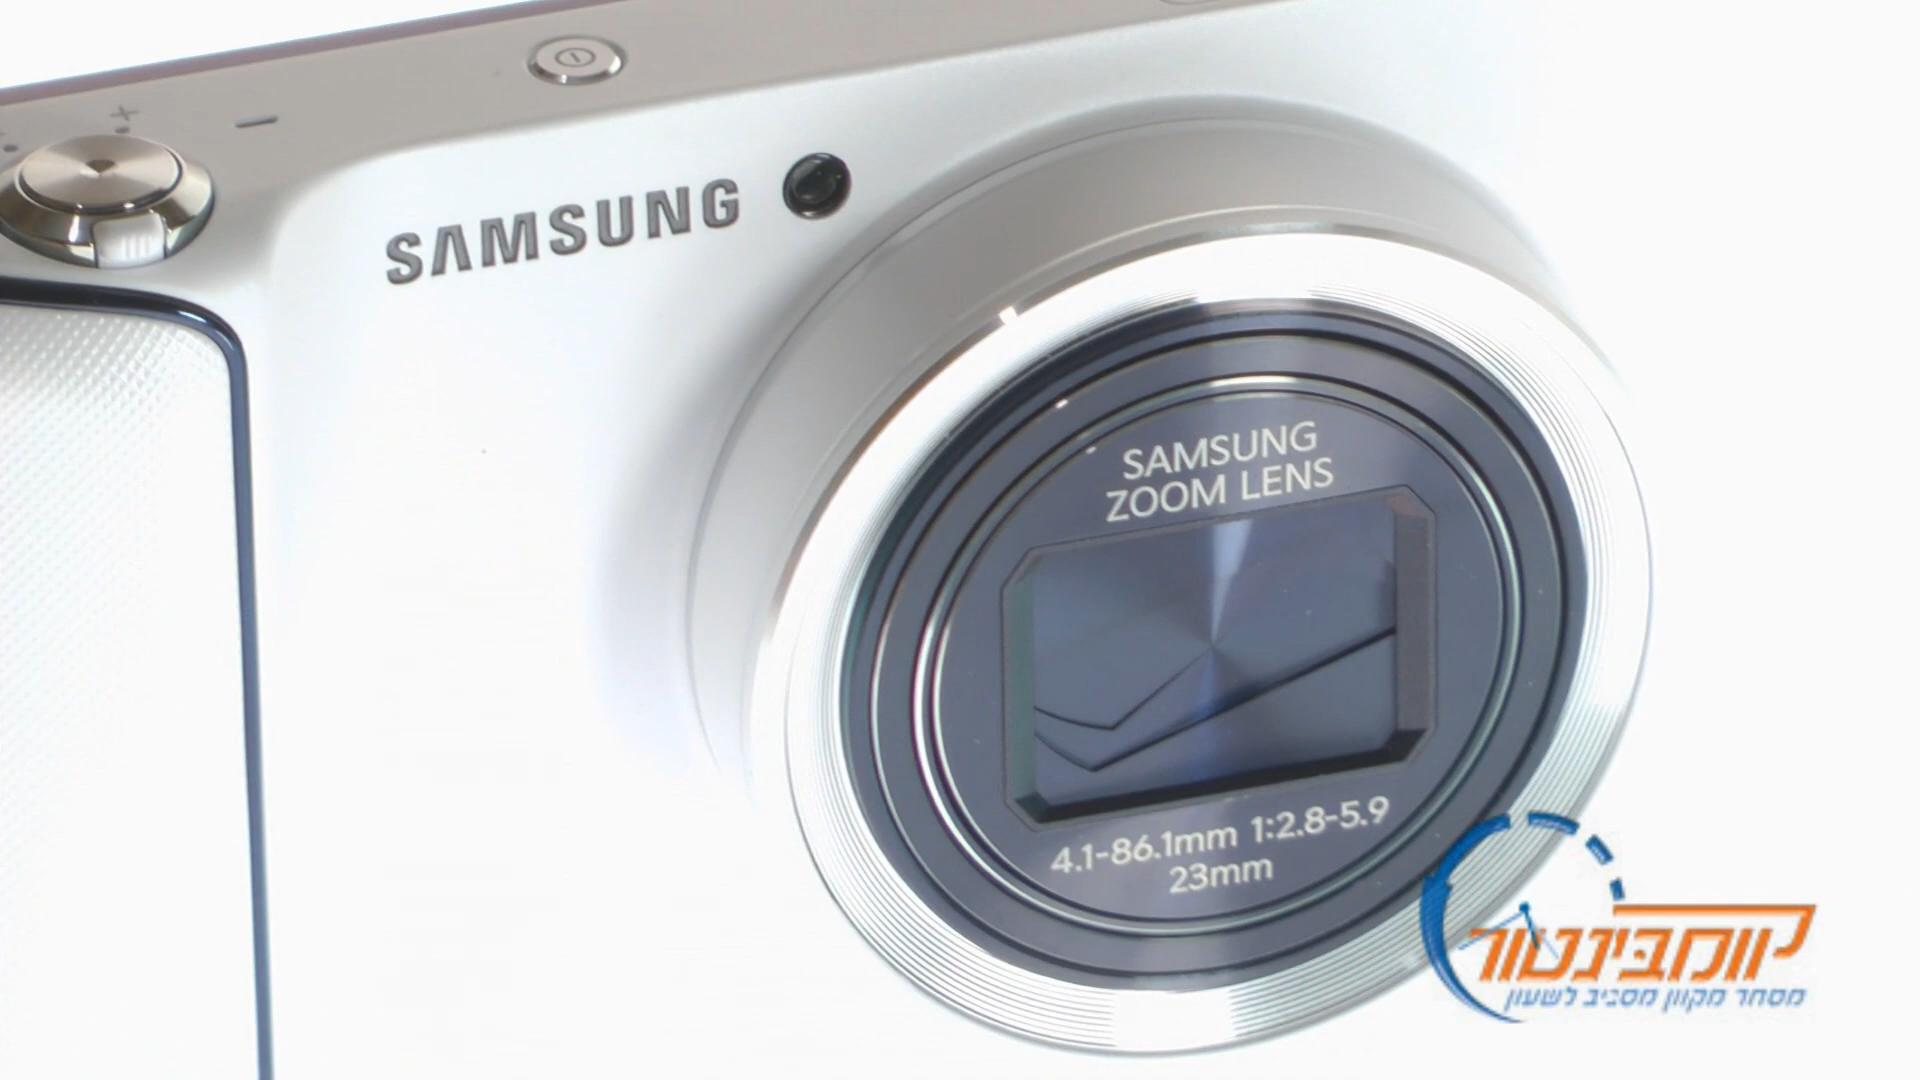 SAMSUNG
SAMSUNG
ZOOM LENS
4.1-86.1mm 1:2.8-5.9
23mm
קומבינטור
מסחר מקוון מסביב לשעון